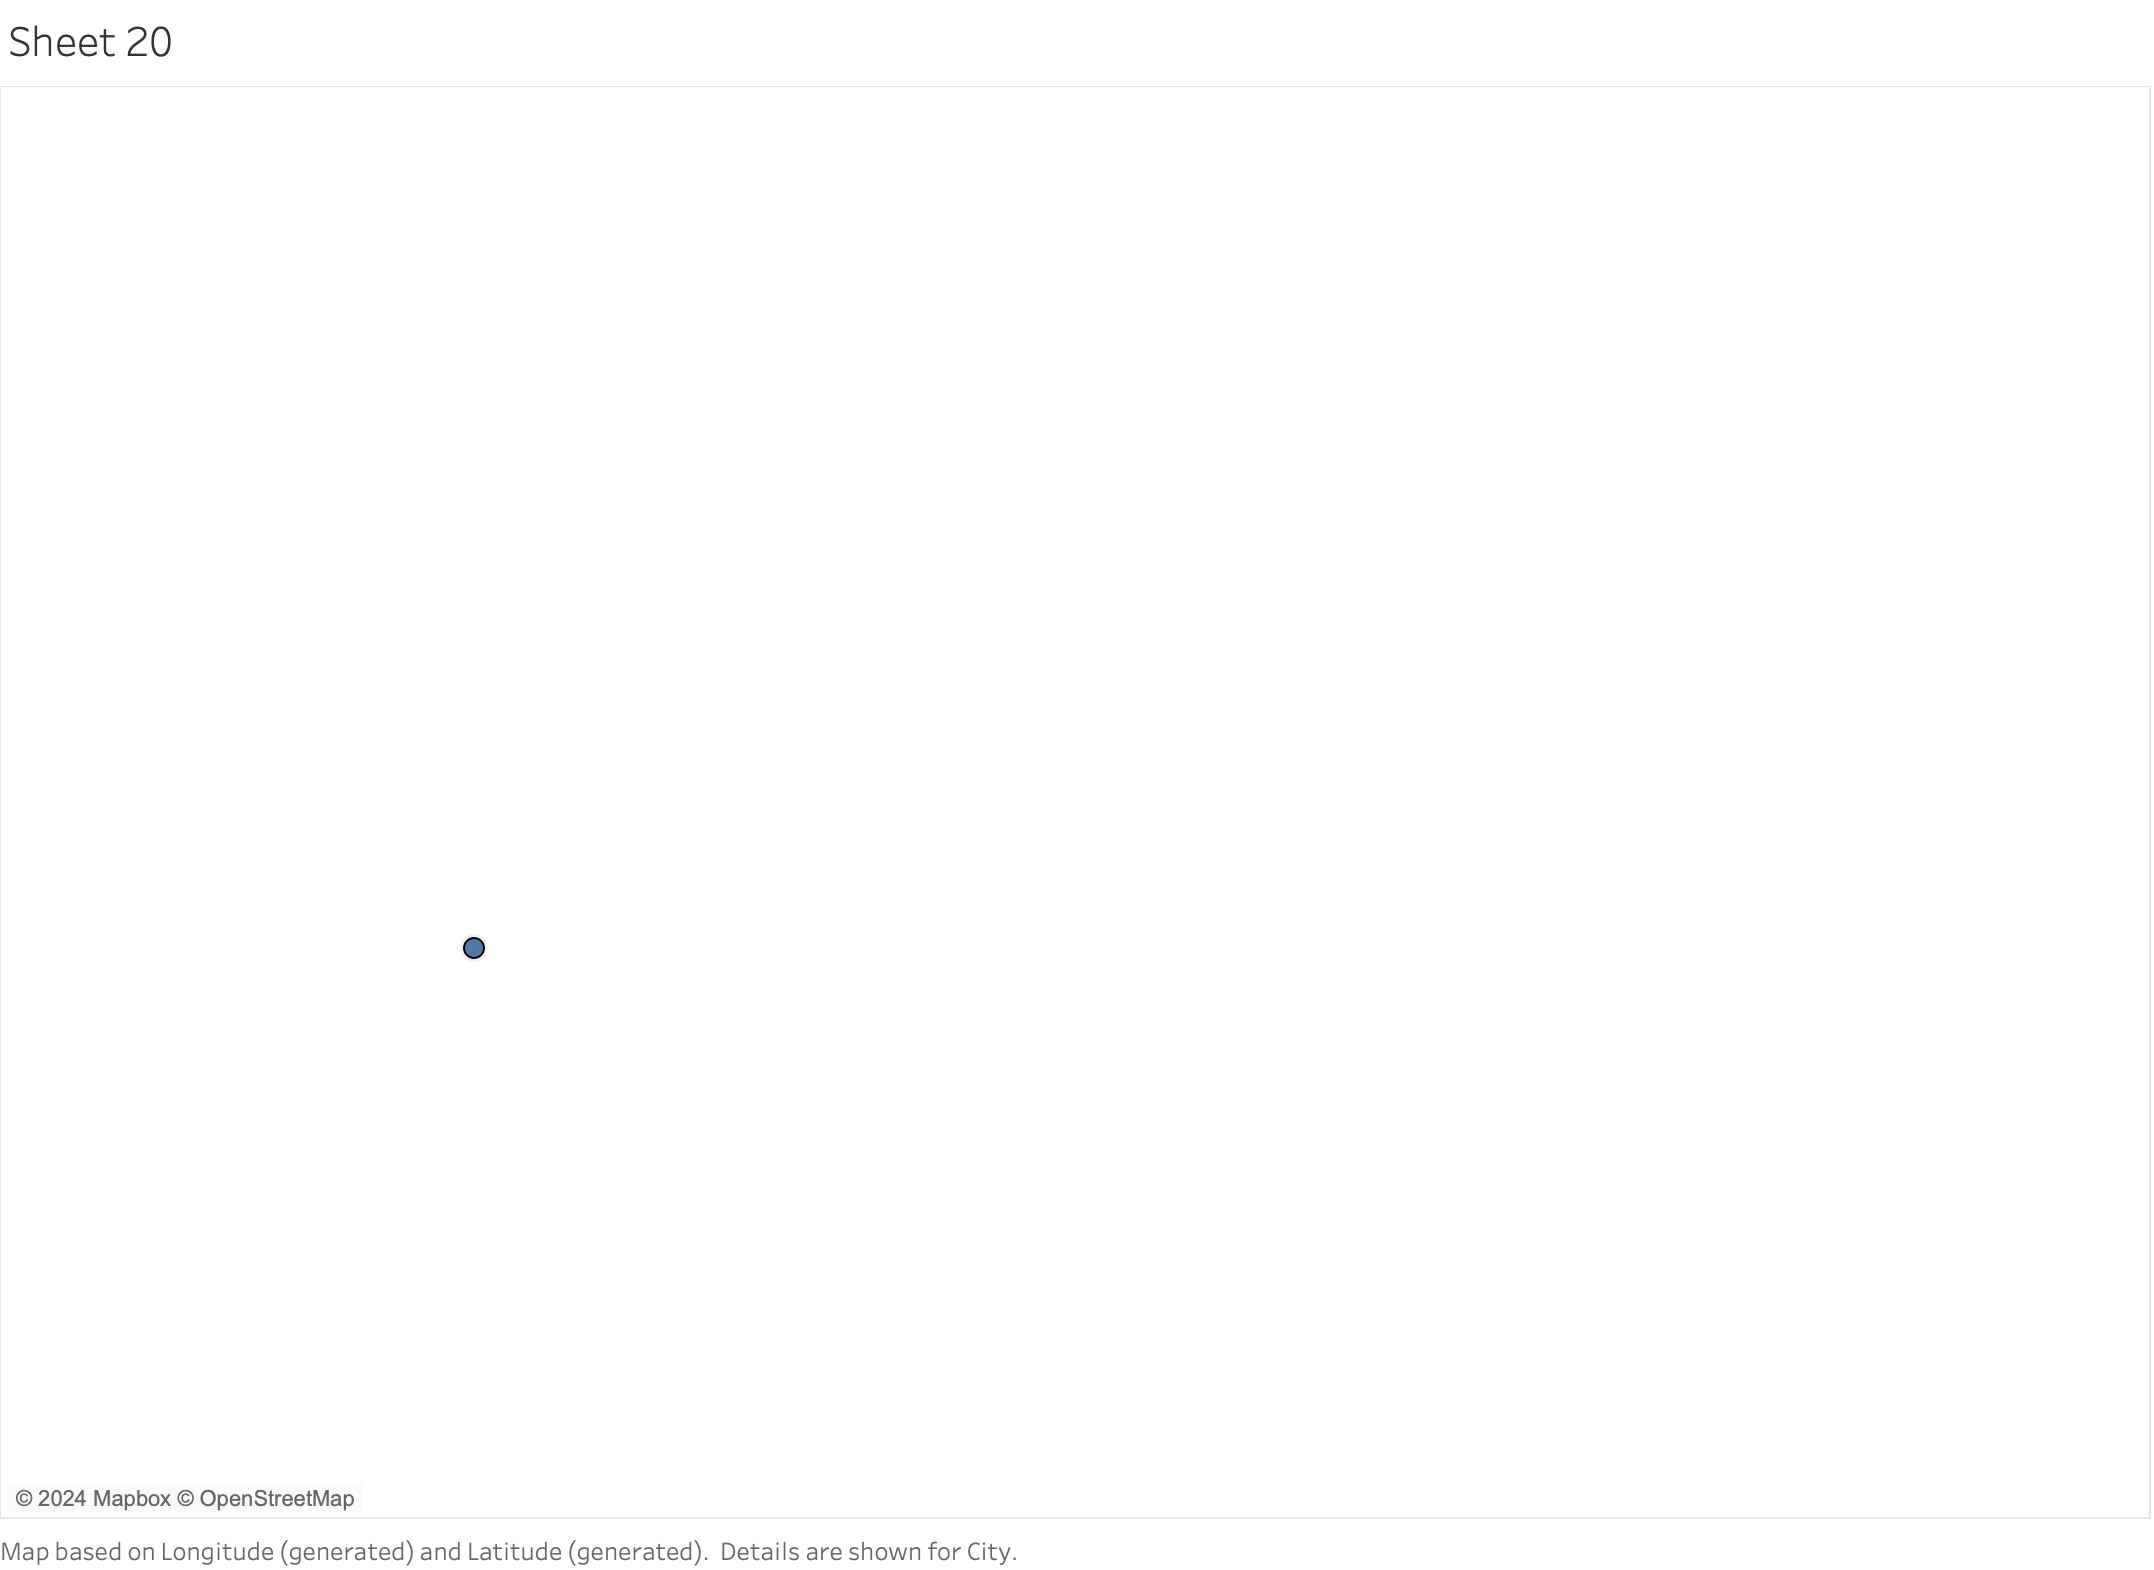 Sheet 20
© 2024 Mapbox © OpenStreetMap
Map based on Longitude (generated) and Latitude (generated).  Details are shown for City.